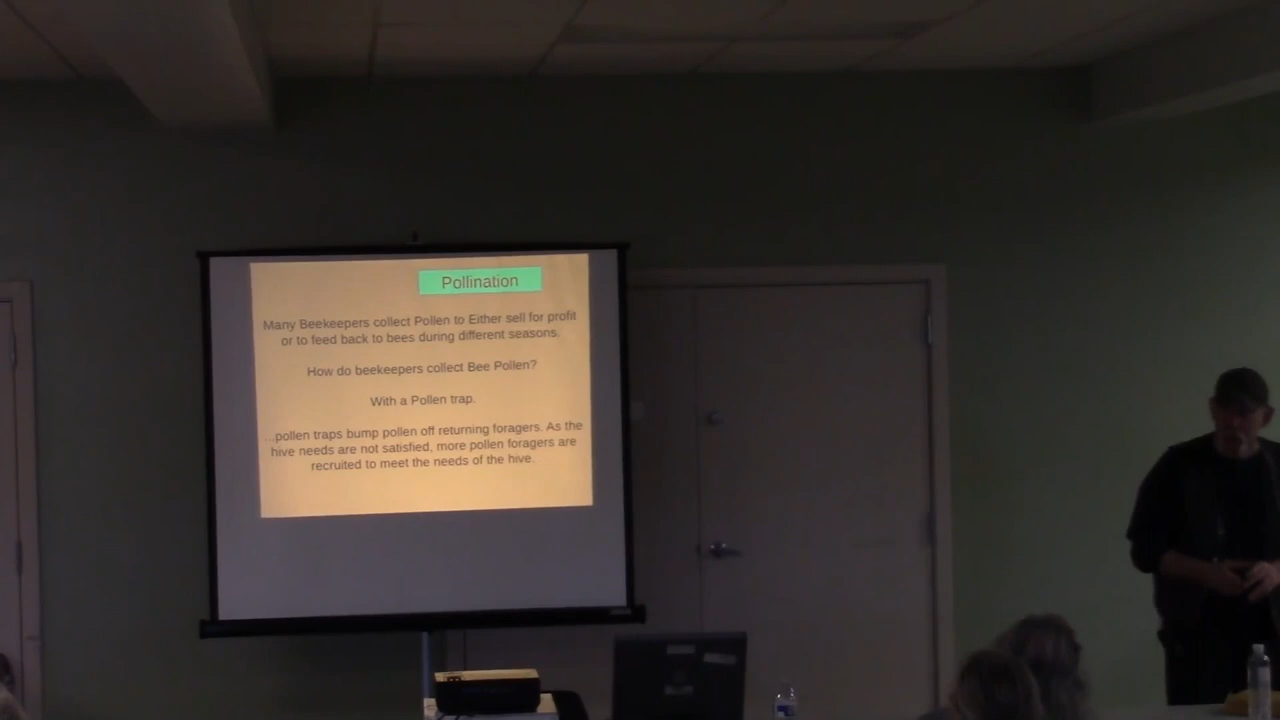 Pollination
Many Beekeepers collect Pollen to Either sell for profit
or to feed back to bees during different seasons.
How do beekeepers collect Bee Pollen?
With a Pollen trap.
...pollen traps bump pollen off returning foragers. As the
hive needs are not satisfied, more pollen foragers are
recruited to meet the needs of the hive.